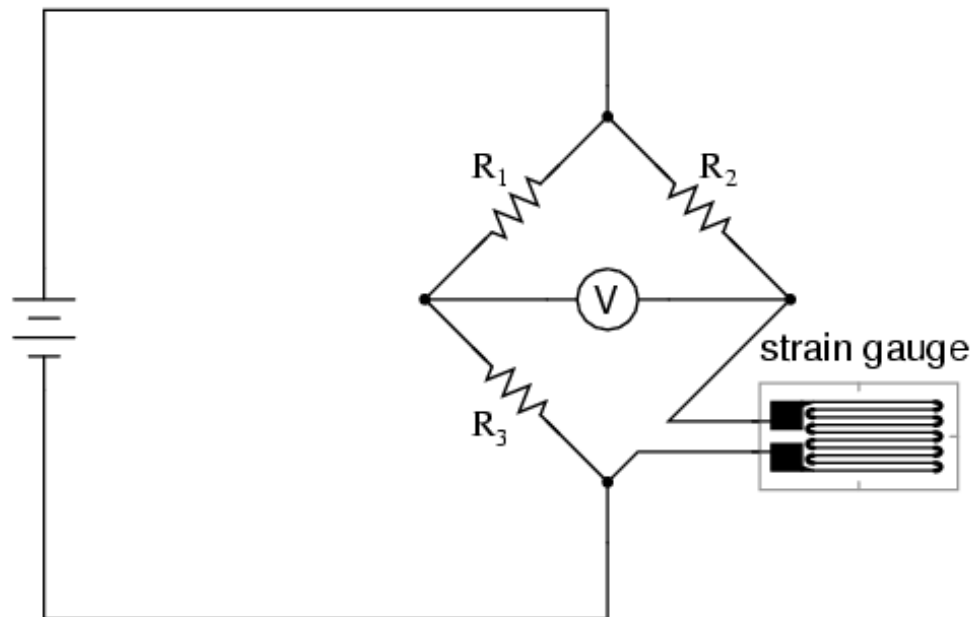 R₁
R₂
V
strain gauge
R₃